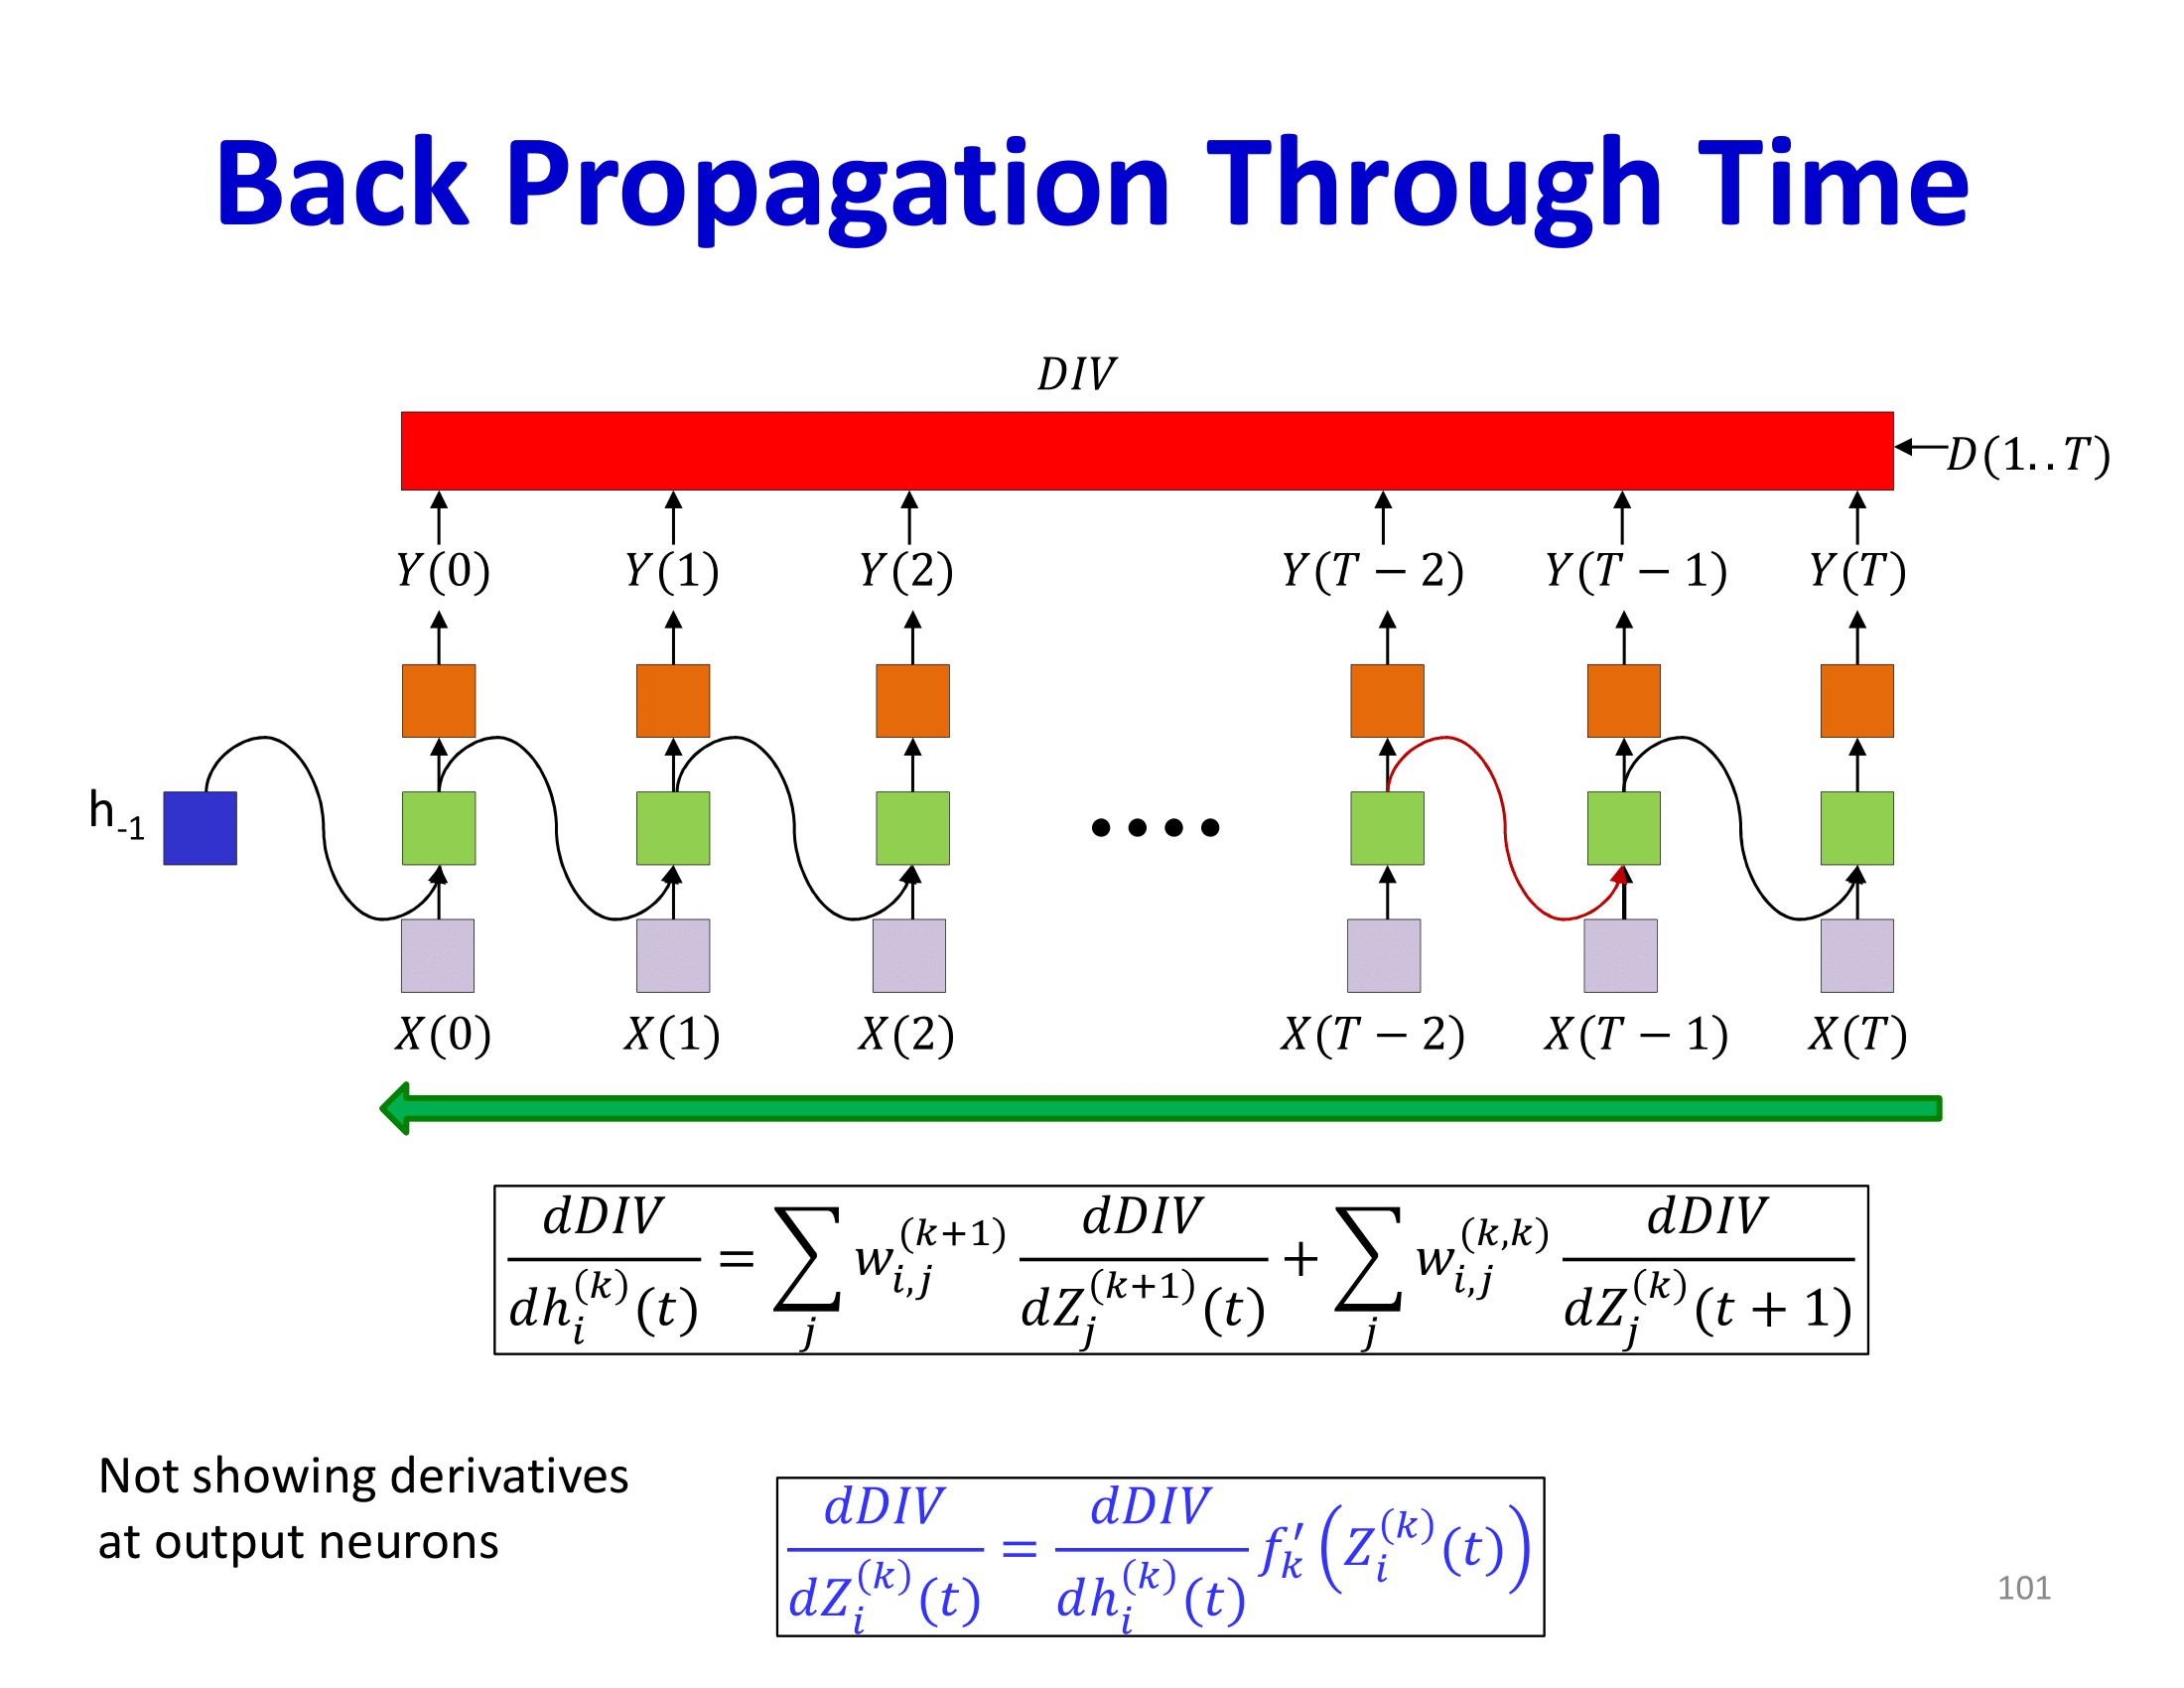 Back Propagation Through Time
DIV
D(1..T)
Y(0) Y(1) Y(2) Y(T − 2) Y(T − 1) Y(T)
h₋₁
X(0) X(1) X(2) X(T − 2) X(T − 1) X(T)
\frac{dDIV}{dh_i^{(k)}(t)} = \sum_j w_{i,j}^{(k+1)} \frac{dDIV}{dZ_j^{(k+1)}(t)} + \sum_j w_{i,j}^{(k,k)} \frac{dDIV}{dZ_j^{(k)}(t+1)}
Not showing derivatives
at output neurons
\frac{dDIV}{dZ_i^{(k)}(t)} = \frac{dDIV}{dh_i^{(k)}(t)} f_k'\left(Z_i^{(k)}(t)\right)
101